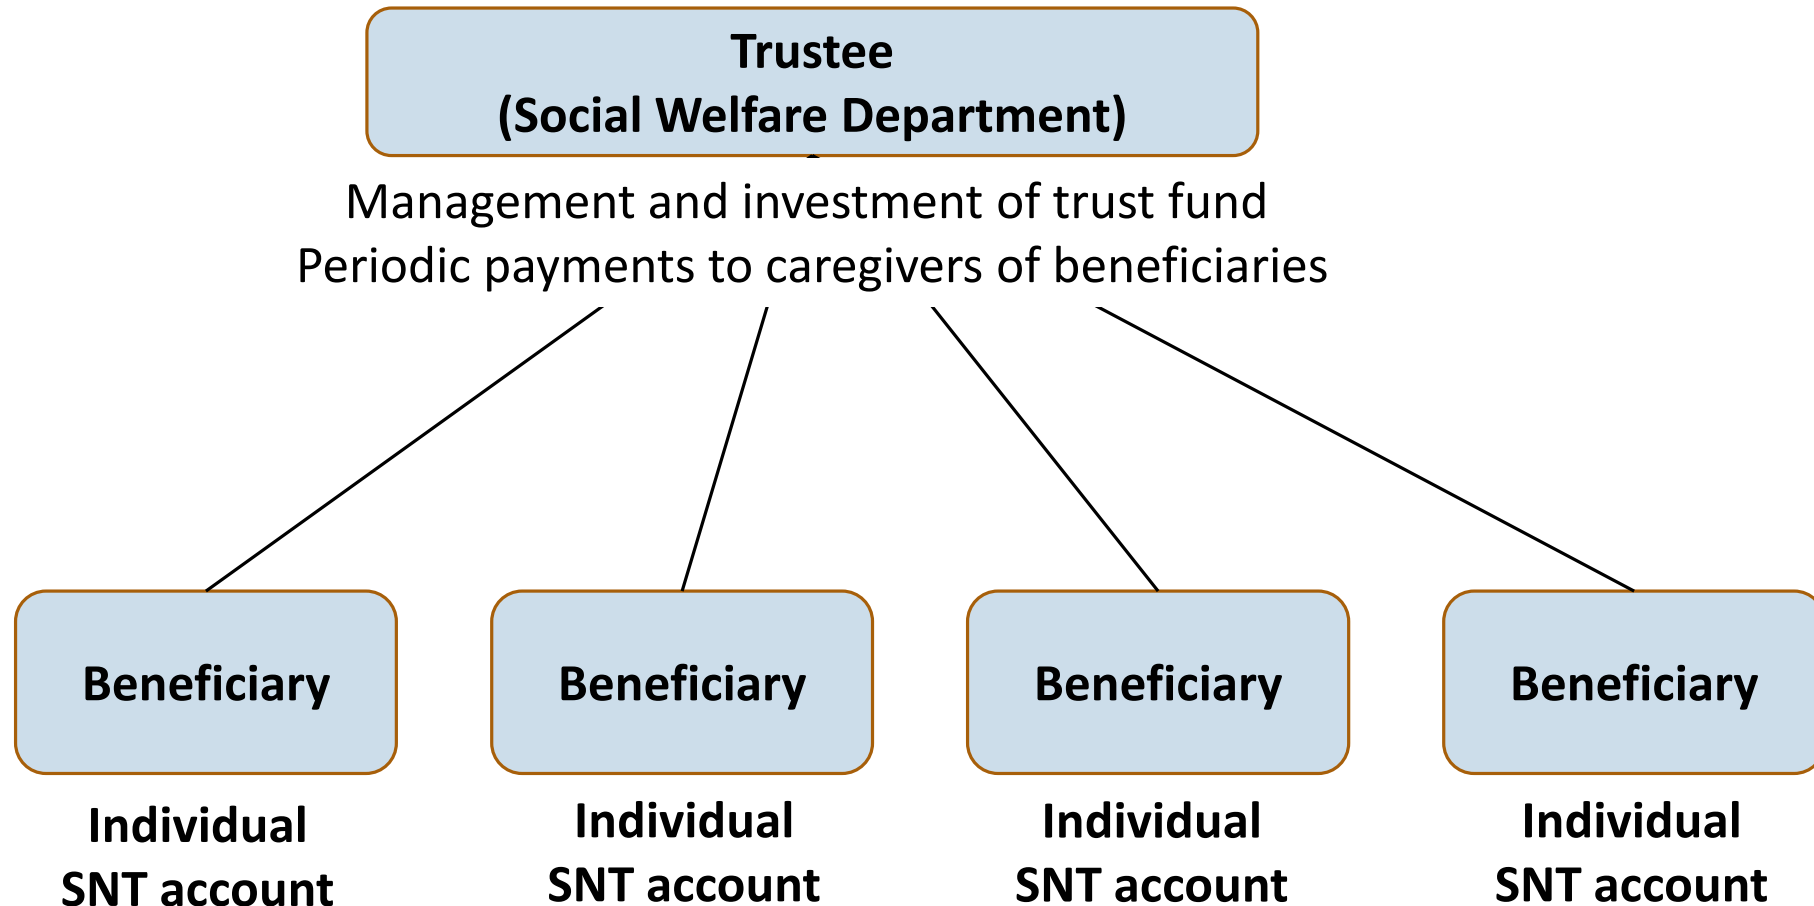 Trustee
(Social Welfare Department)
Management and investment of trust fund
Periodic payments to caregivers of beneficiaries
Beneficiary
Beneficiary
Beneficiary
Beneficiary
Individual
SNT account
Individual
SNT account
Individual
SNT account
Individual
SNT account